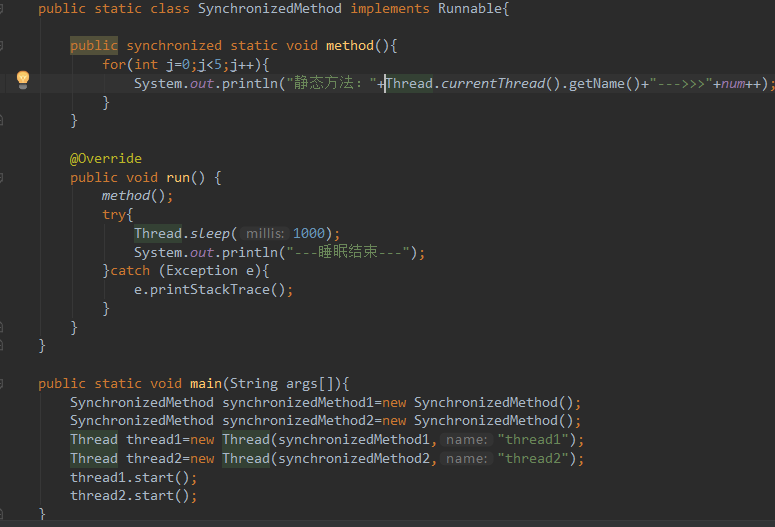 public static class SynchronizedMethod implements Runnable{
public synchronized static void method(){
for(int j=0;j<5;j++){
System.out.println("静态方法："+Thread.currentThread().getName()+"--->>>"+num++);
}
}
@Override
public void run() {
method();
try{
Thread.sleep( millis: 1000);
System.out.println("---睡眠结束---");
}catch (Exception e){
e.printStackTrace();
}
}
}
public static void main(String args[]){
SynchronizedMethod synchronizedMethod1=new SynchronizedMethod();
SynchronizedMethod synchronizedMethod2=new SynchronizedMethod();
Thread thread1=new Thread(synchronizedMethod1, name: "thread1");
Thread thread2=new Thread(synchronizedMethod2, name: "thread2");
thread1.start();
thread2.start();
}